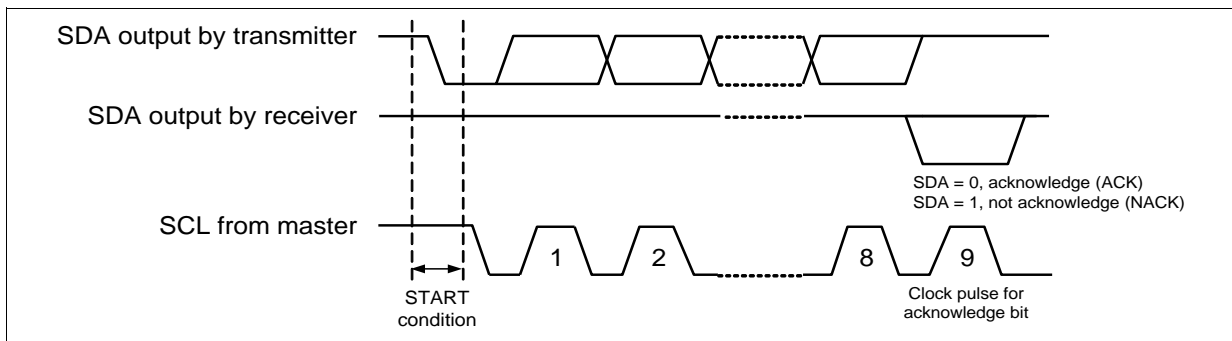 SDA output by transmitter
SDA output by receiver
SDA = 0, acknowledge (ACK)
SDA = 1, not acknowledge (NACK)
SCL from master
1
2
8
9
START
condition
Clock pulse for
acknowledge bit